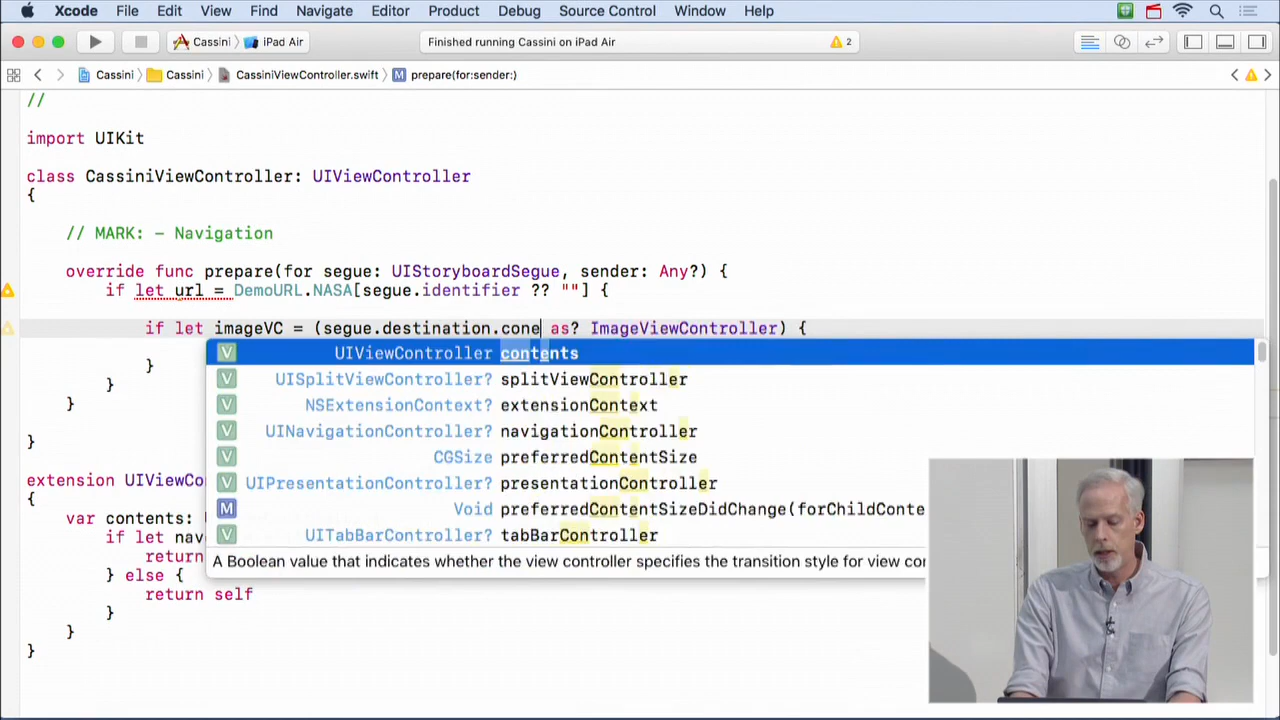 Xcode File Edit View Find Navigate Editor Product Debug Source Control Window Help
Cassini iPad Air Finished running Cassini on iPad Air 2
Cassini Cassini CassiniViewController.swift M prepare(for:sender:)
//
import UIKit
class CassiniViewController: UIViewController
{
// MARK: - Navigation
override func prepare(for segue: UIStoryboardSegue, sender: Any?) {
if let url = DemoURL.NASA[segue.identifier ?? ""] {
if let imageVC = (segue.destination.cone as? ImageViewController) {
V UIViewController contents
V UISplitViewController? splitViewController
V NSExtensionContext? extensionContext
V UINavigationController? navigationController
V CGSize preferredContentSize
V UIPresentationController? presentationController
M Void preferredContentSizeDidChange(forChildConte
V UITabBarController? tabBarController
A Boolean value that indicates whether the view controller specifies the transition style for view con
}
}
}
}
extension UIViewCo
{
var contents: 
if let nav
return
} else {
return self
}
}
}